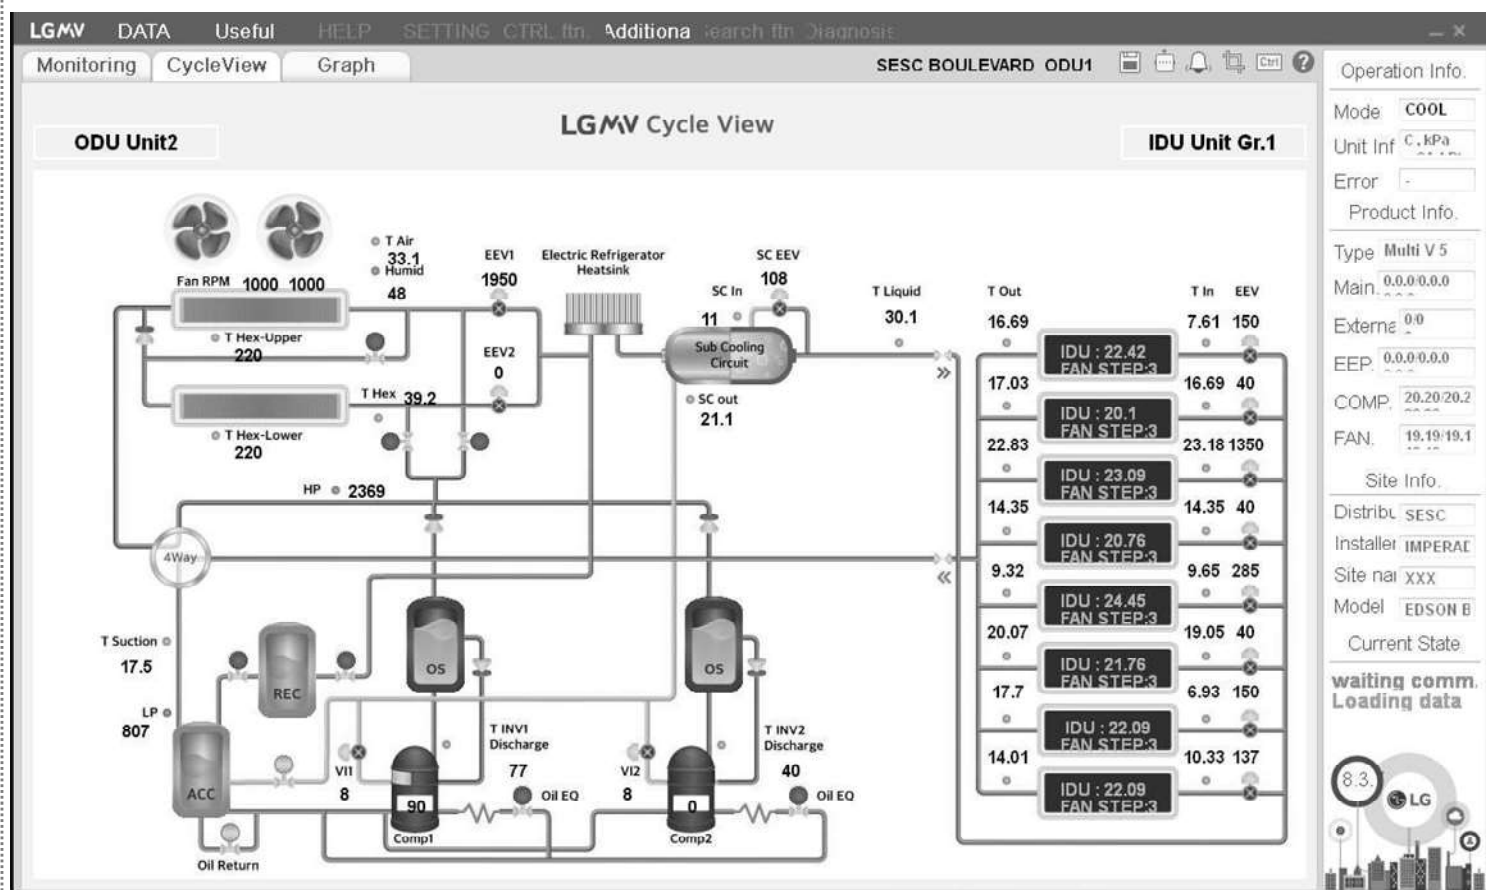 LGMV DATA Useful HELP SETTING CTRL ftn. Additiona earch ftn Diagnosis
Monitoring CycleView Graph SESC BOULEVARD ODU1 Ctrl ?
LGMV Cycle View
ODU Unit2 IDU Unit Gr.1
T Air
33.1
Humid
48
Fan RPM 1000 1000
T Hex-Upper
220
T Hex 39.2
T Hex-Lower
220
EEV1
1950
EEV2
0
Electric Refrigerator
Heatsink
SC EEV
108
SC In
11
Sub Cooling
Circuit
SC out
21.1
T Liquid
30.1
HP 2369
4Way
T Suction
17.5
LP
807
REC
ACC
OS
OS
Oil Return
VI1
8
90
Comp1
T INV1
Discharge
77
Oil EQ
VI2
8
0
Comp2
T INV2
Discharge
40
Oil EQ
T Out T In EEV
16.69 7.61 150
IDU : 22.42
FAN STEP:3
17.03 16.69 40
IDU : 20.1
FAN STEP:3
22.83 23.18 1350
IDU : 23.09
FAN STEP:3
14.35 14.35 40
IDU : 20.76
FAN STEP:3
9.32 9.65 285
IDU : 24.45
FAN STEP:3
20.07 19.05 40
IDU : 21.76
FAN STEP:3
17.7 6.93 150
IDU : 22.09
FAN STEP:3
14.01 10.33 137
IDU : 22.09
FAN STEP:3
Operation Info.
Mode COOL
Unit Inf C.kPa
Error -
Product Info.
Type Multi V 5
Main. 0.0.0/0.0.0
Externa 0/0
EEP. 0.0.0/0.0.0
COMP. 20.20/20.2
FAN. 19.19/19.1
Site Info.
Distribu SESC
Installer IMPERAD
Site nar XXX
Model EDSON B
Current State
waiting comm.
Loading data
8.3.
LG